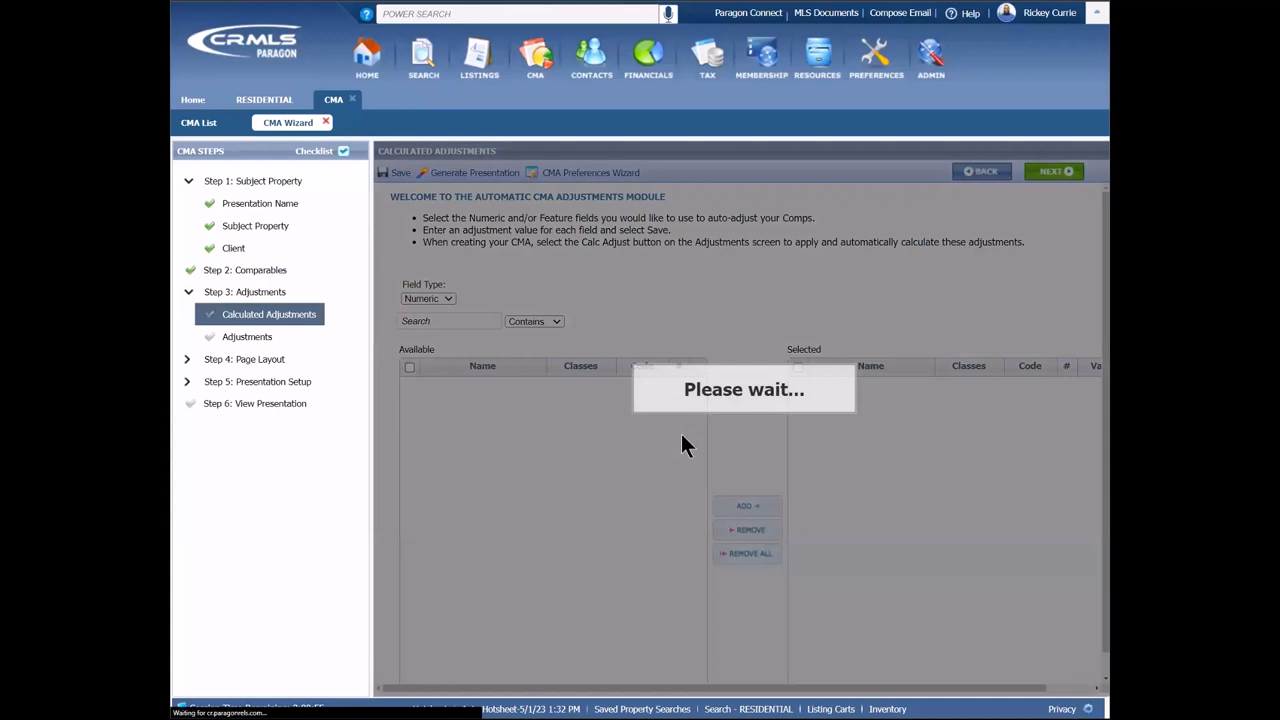 POWER SEARCH
Paragon Connect
MLS Documents
Compose Email
Help
Rickey Currie
CRMLS
PARAGON
HOME
SEARCH
LISTINGS
CMA
CONTACTS
FINANCIALS
TAX
MEMBERSHIP
RESOURCES
PREFERENCES
ADMIN
Home
RESIDENTIAL
CMA
CMA List
CMA Wizard
CMA STEPS
Checklist
CALCULATED ADJUSTMENTS
Save
Generate Presentation
CMA Preferences Wizard
BACK
NEXT
Step 1: Subject Property
Presentation Name
Subject Property
Client
Step 2: Comparables
Step 3: Adjustments
Calculated Adjustments
Adjustments
Step 4: Page Layout
Step 5: Presentation Setup
Step 6: View Presentation
WELCOME TO THE AUTOMATIC CMA ADJUSTMENTS MODULE
• Select the Numeric and/or Feature fields you would like to use to auto-adjust your Comps.
• Enter an adjustment value for each field and select Save.
• When creating your CMA, select the Calc Adjust button on the Adjustments screen to apply and automatically calculate these adjustments.
Field Type:
Numeric
Search
Contains
Available
Selected
Name
Classes
Name
Classes
Code
#
Va
Please wait...
ADD
REMOVE
REMOVE ALL
Hotsheet-5/1/23 1:32 PM
Saved Property Searches
Search - RESIDENTIAL
Listing Carts
Inventory
Privacy
Waiting for cr.paragonrels.com...